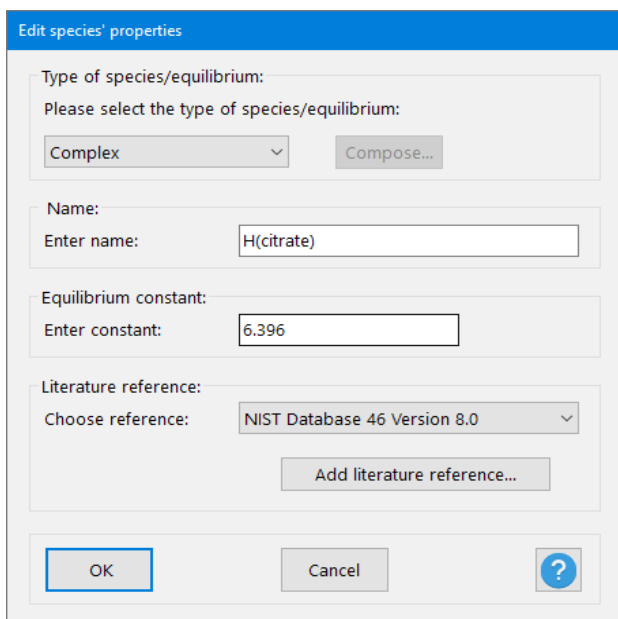 Edit species' properties
Type of species/equilibrium:
Please select the type of species/equilibrium:
Complex
Compose...
Name:
Enter name:
H(citrate)
Equilibrium constant:
Enter constant:
6.396
Literature reference:
Choose reference:
NIST Database 46 Version 8.0
Add literature reference...
OK
Cancel
?